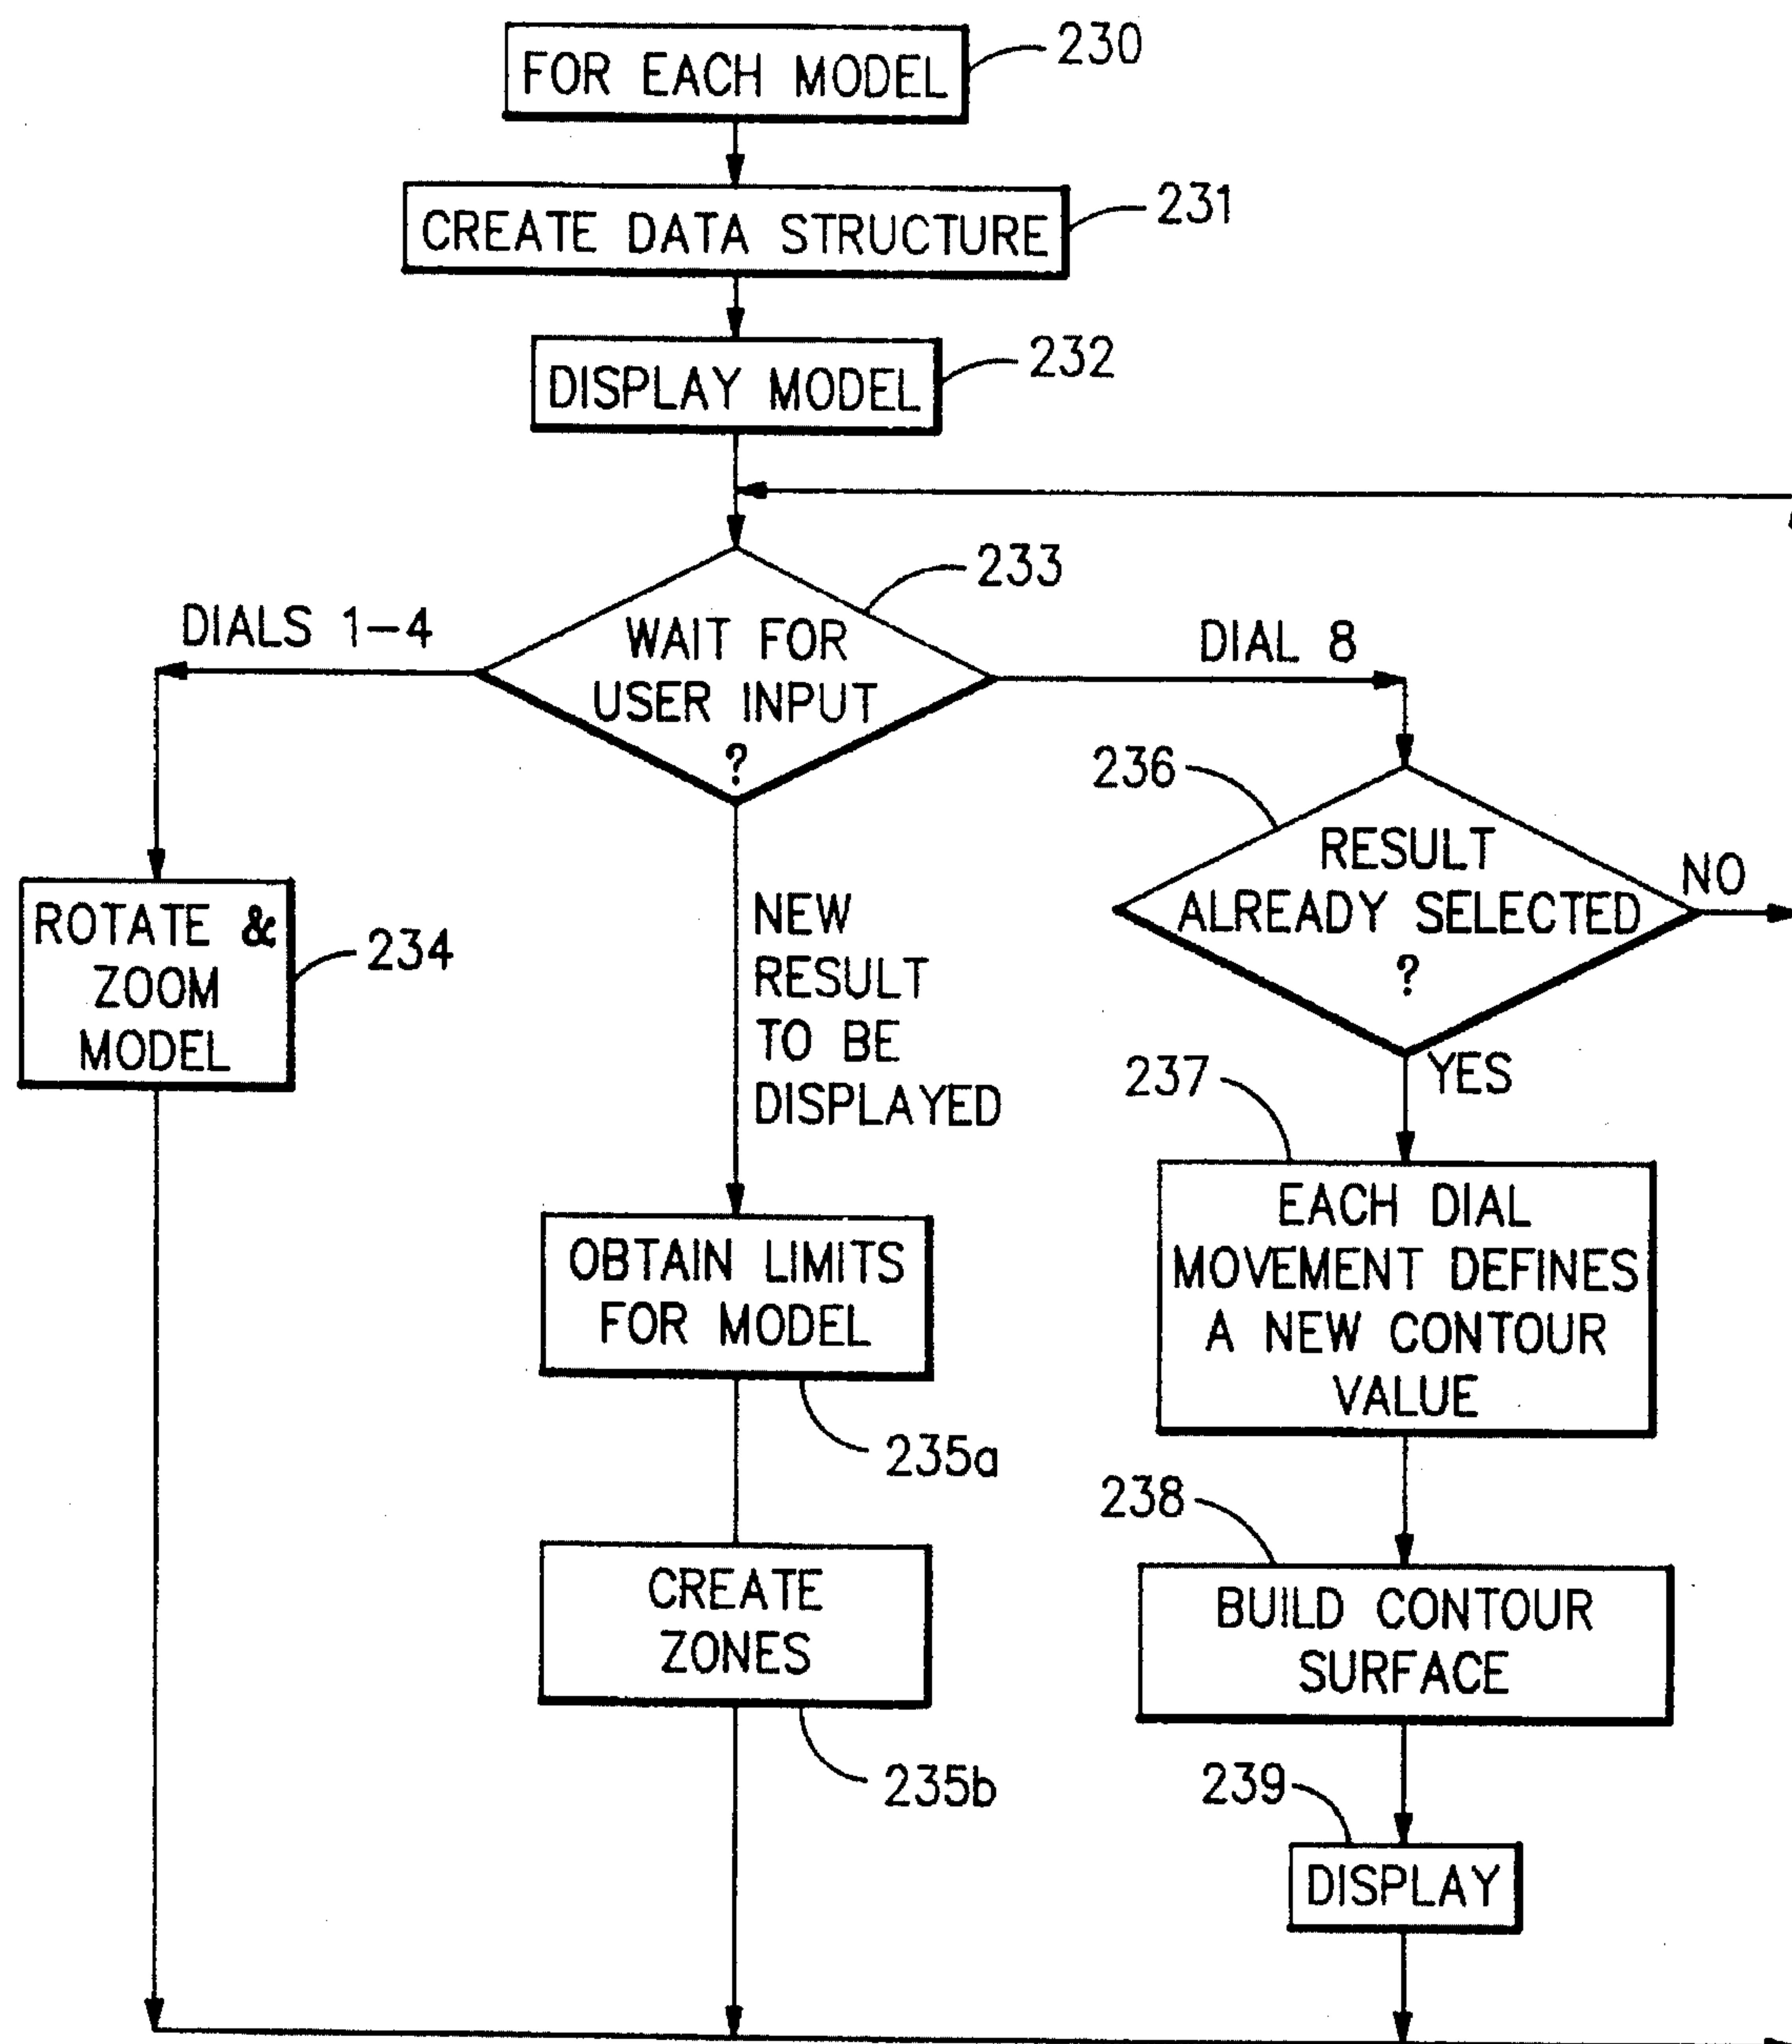 FOR EACH MODEL
230
CREATE DATA STRUCTURE
231
DISPLAY MODEL
232
233
DIALS 1-4
WAIT FOR
USER INPUT
?
DIAL 8
236
RESULT
ALREADY SELECTED
?
NO
YES
ROTATE &
ZOOM
MODEL
234
NEW
RESULT
TO BE
DISPLAYED
237
EACH DIAL
MOVEMENT DEFINES
A NEW CONTOUR
VALUE
OBTAIN LIMITS
FOR MODEL
235a
238
CREATE
ZONES
235b
BUILD CONTOUR
SURFACE
239
DISPLAY